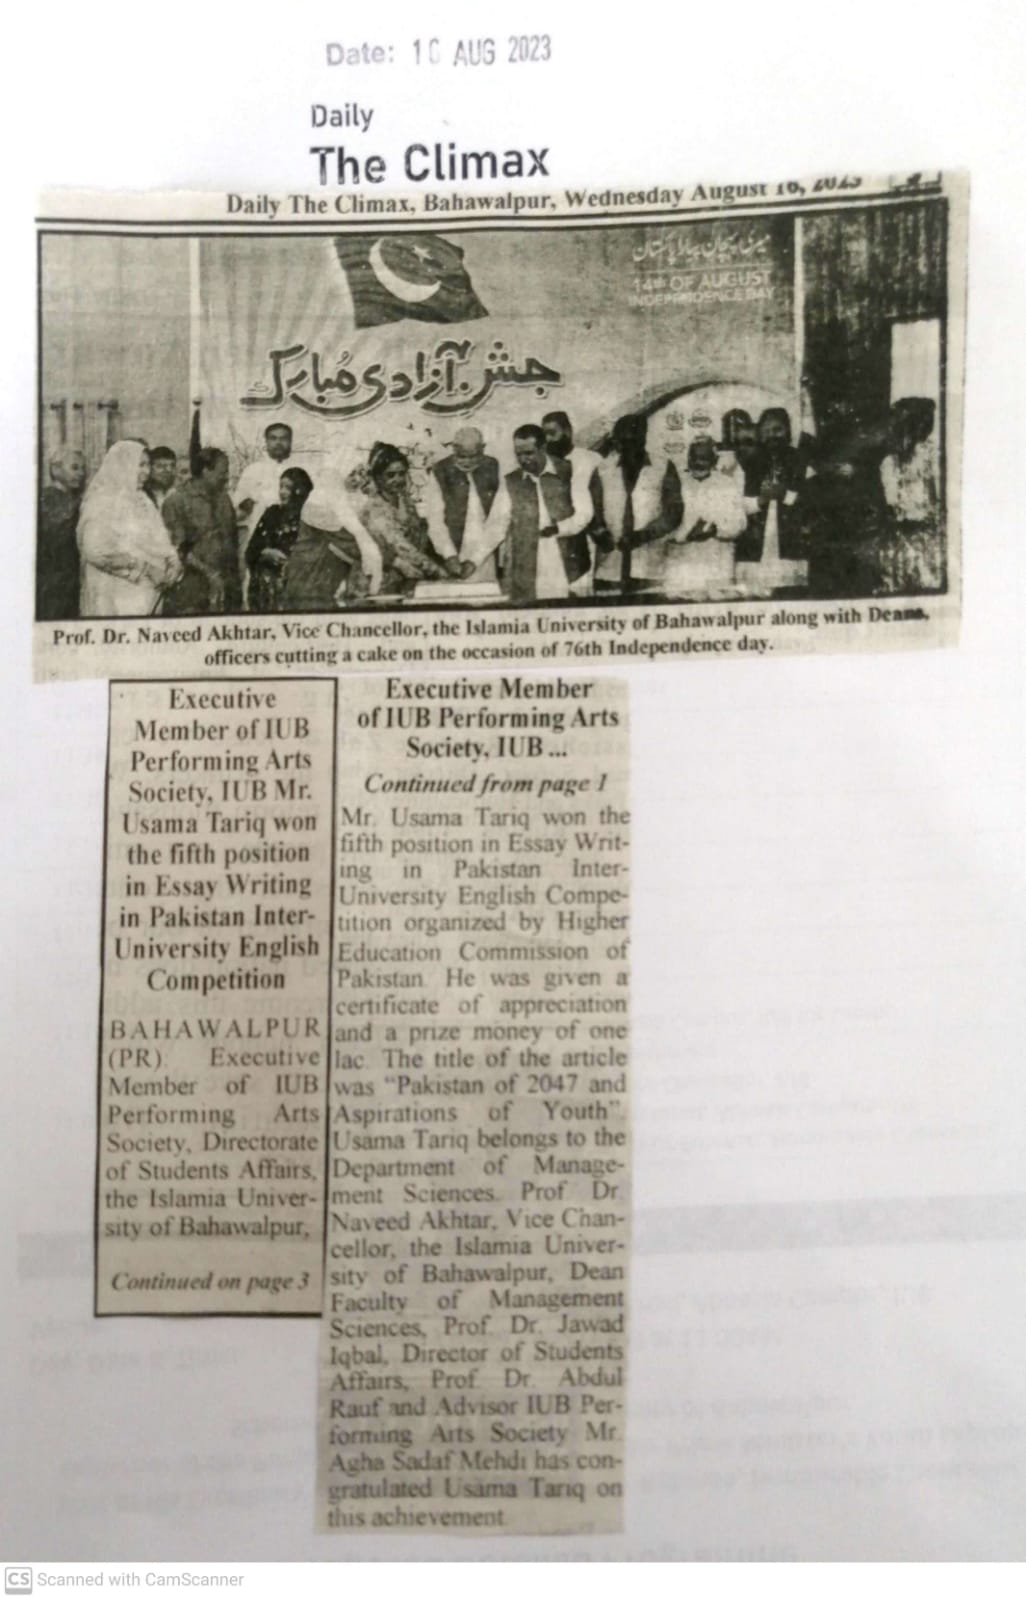 Date: 16 AUG 2023
Daily
The Climax
Daily The Climax, Bahawalpur, Wednesday August 16, 2023
میری پہچان پیارا پاکستان
14TH OF AUGUST
INDEPENDENCE DAY
جشنِ آزادی مُبارک
Prof. Dr. Naveed Akhtar, Vice Chancellor, the Islamia University of Bahawalpur along with Deans,
officers cutting a cake on the occasion of 76th Independence day.
Executive
Member of IUB
Performing Arts
Society, IUB Mr.
Usama Tariq won
the fifth position
in Essay Writing
in Pakistan Inter-
University English
Competition
BAHAWALPUR
(PR): Executive
Member of IUB
Performing Arts
Society, Directorate
of Students Affairs,
the Islamia Univer-
sity of Bahawalpur,
Continued on page 3
Executive Member
of IUB Performing Arts
Society, IUB ...
Continued from page 1
Mr. Usama Tariq won the
fifth position in Essay Writ-
ing in Pakistan Inter-
University English Compe-
tition organized by Higher
Education Commission of
Pakistan. He was given a
certificate of appreciation
and a prize money of one
lac. The title of the article
was "Pakistan of 2047 and
Aspirations of Youth".
Usama Tariq belongs to the
Department of Manage-
ment Sciences. Prof Dr.
Naveed Akhtar, Vice Chan-
cellor, the Islamia Univer-
sity of Bahawalpur, Dean
Faculty of Management
Sciences, Prof. Dr. Jawad
Iqbal, Director of Students
Affairs, Prof. Dr. Abdul
Rauf and Advisor IUB Per-
forming Arts Society Mr.
Agha Sadaf Mehdi has con-
gratulated Usama Tariq on
this achievement.
CS Scanned with CamScanner